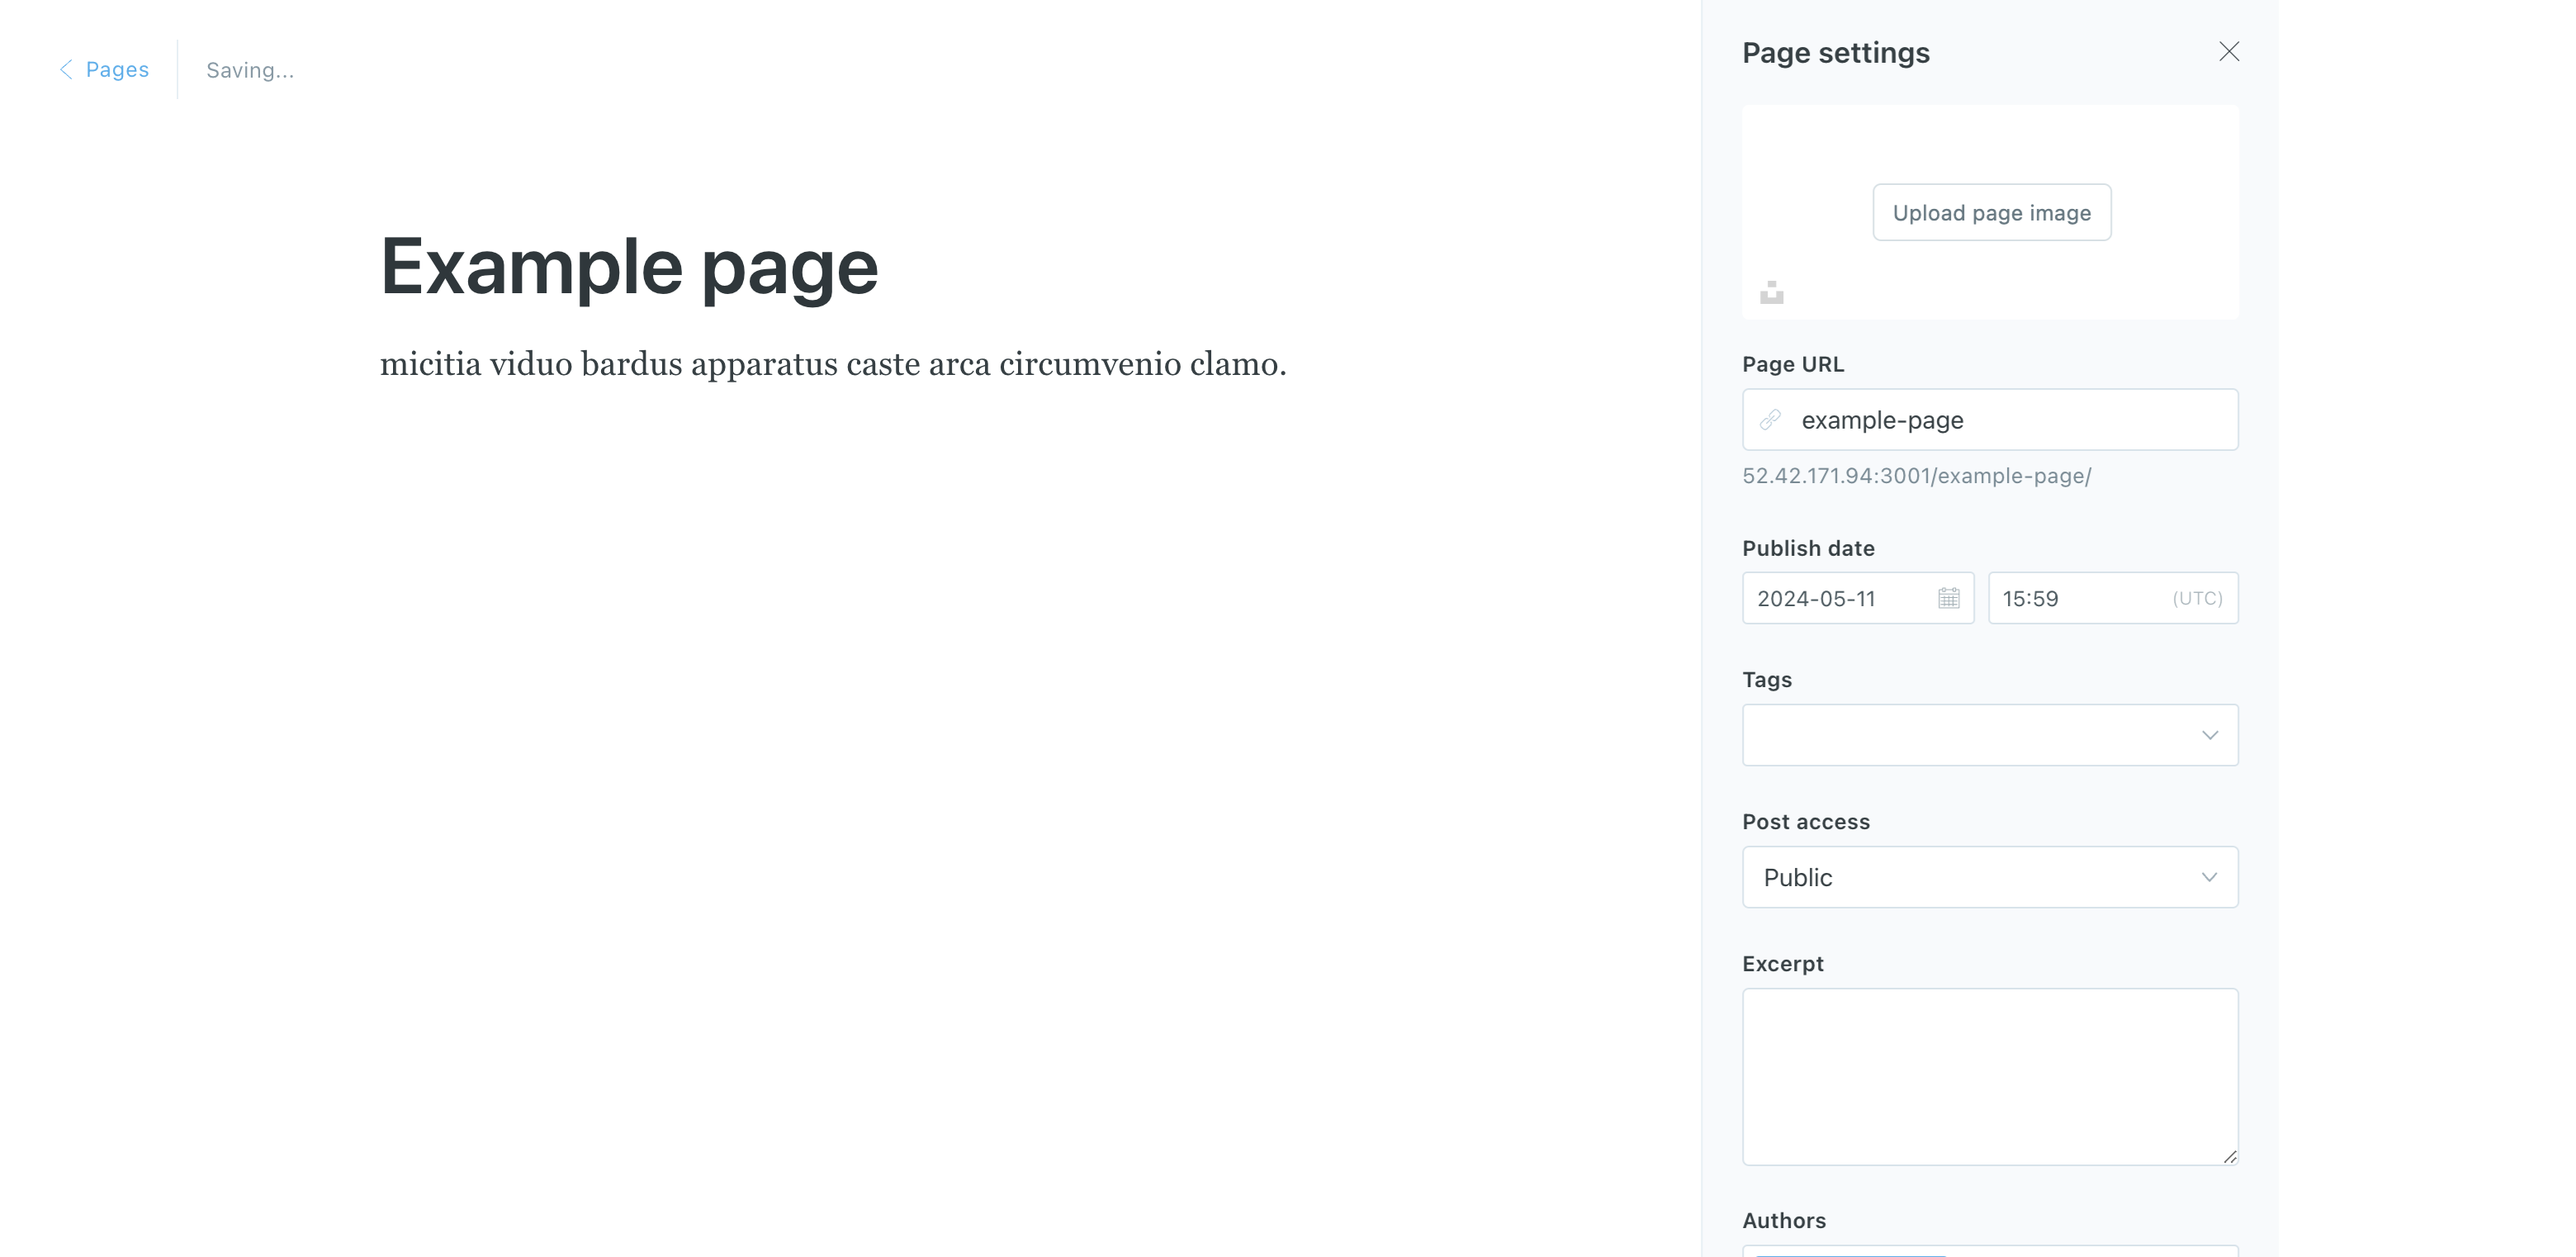 Pages
Saving...
Page settings
Upload page image
Example page
micitia viduo bardus apparatus caste arca circumvenio clamo.
Page URL
example-page
52.42.171.94:3001/example-page/
Publish date
2024-05-11 15:59 (UTC)
Tags
Post access
Public
Excerpt
Authors